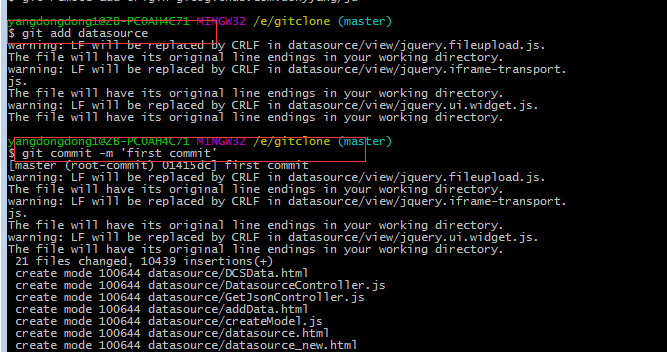 yangdongdong1@ZB-PC0AH4C71 MINGW32 /e/gitclone (master)
$ git add datasource
warning: LF will be replaced by CRLF in datasource/view/jquery.fileupload.js.
The file will have its original line endings in your working directory.
warning: LF will be replaced by CRLF in datasource/view/jquery.iframe-transport.
js.
The file will have its original line endings in your working directory.
warning: LF will be replaced by CRLF in datasource/view/jquery.ui.widget.js.
The file will have its original line endings in your working directory.
yangdongdong1@ZB-PC0AH4C71 MINGW32 /e/gitclone (master)
$ git commit -m 'first commit'
[master (root-commit) 01415dc] first commit
warning: LF will be replaced by CRLF in datasource/view/jquery.fileupload.js.
The file will have its original line endings in your working directory.
warning: LF will be replaced by CRLF in datasource/view/jquery.iframe-transport.
js.
The file will have its original line endings in your working directory.
warning: LF will be replaced by CRLF in datasource/view/jquery.ui.widget.js.
The file will have its original line endings in your working directory.
21 files changed, 10439 insertions(+)
create mode 100644 datasource/DCSData.html
create mode 100644 datasource/DatasourceController.js
create mode 100644 datasource/GetJsonController.js
create mode 100644 datasource/addData.html
create mode 100644 datasource/createModel.js
create mode 100644 datasource/datasource.html
create mode 100644 datasource/datasource_new.html